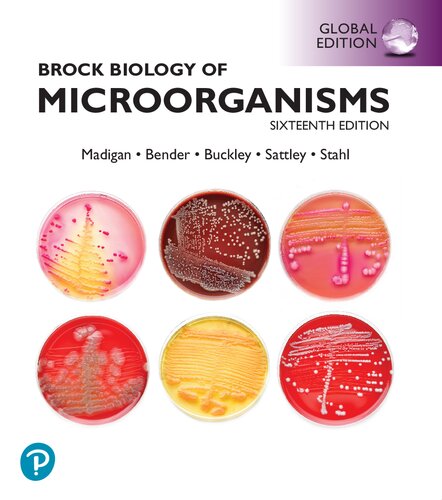 GLOBAL
EDITION
BROCK BIOLOGY OF
MICROORGANISMS
SIXTEENTH EDITION
Madigan • Bender • Buckley • Sattley • Stahl
P